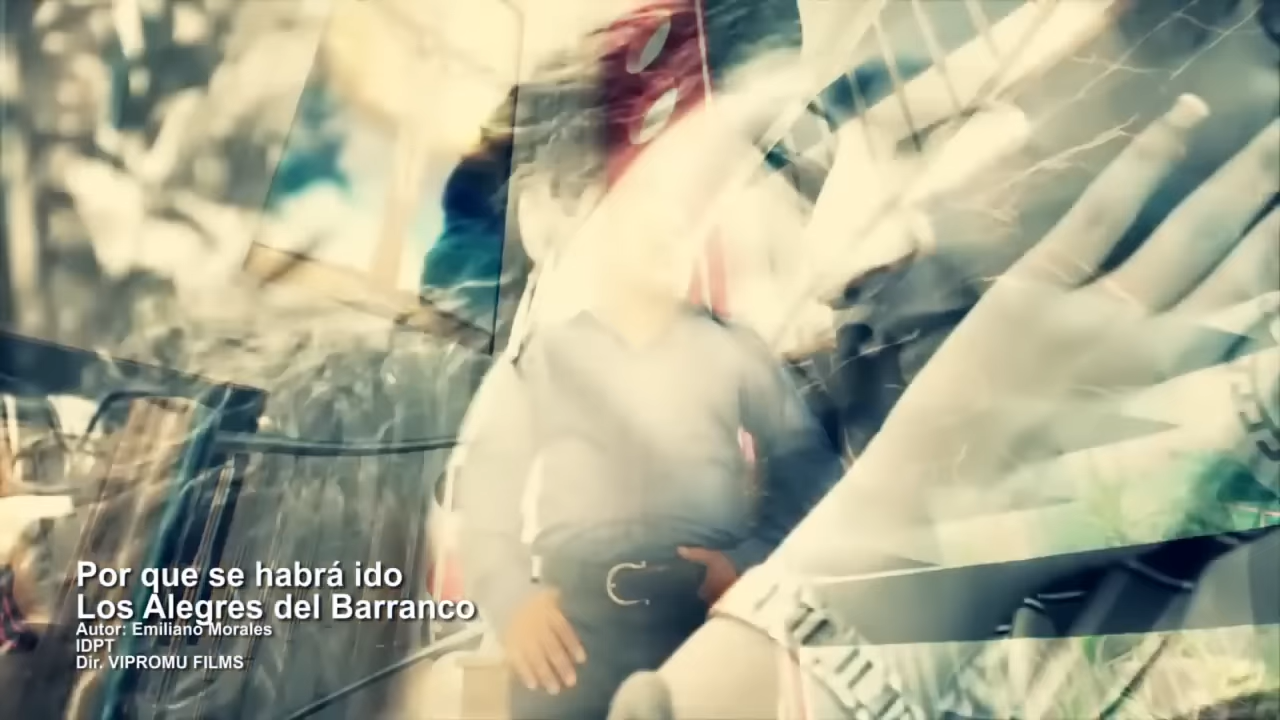 Por que se habrá ido
Los Alegres del Barranco
Autor: Emiliano Morales
IDPT
Dir. VIPROMU FILMS